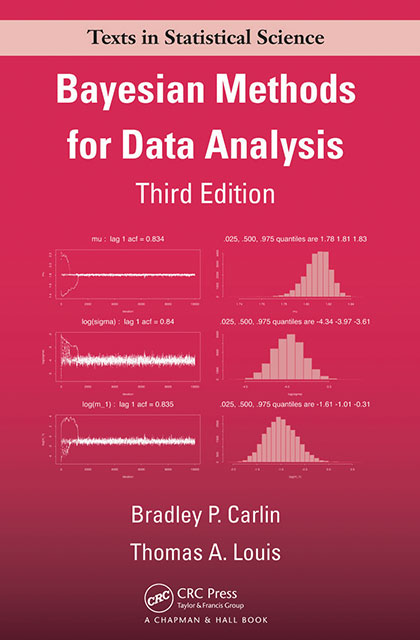 Texts in Statistical Science
Bayesian Methods
for Data Analysis
Third Edition
mu : lag 1 acf = 0.834
.025, .500, .975 quantiles are 1.78 1.81 1.83
log(sigma) : lag 1 acf = 0.84
.025, .500, .975 quantiles are -4.34 -3.97 -3.61
log(m_1) : lag 1 acf = 0.835
.025, .500, .975 quantiles are -1.61 -1.01 -0.31
Bradley P. Carlin
Thomas A. Louis
CRC
CRC Press
Taylor & Francis Group
A CHAPMAN & HALL BOOK